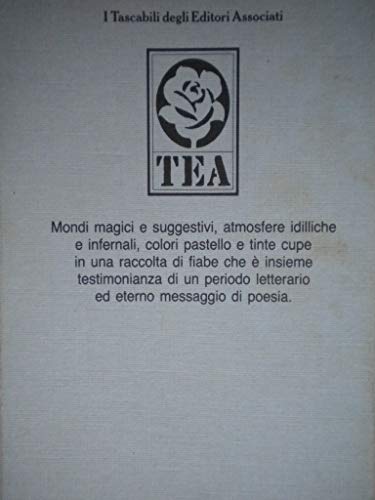 I Tascabili degli Editori Associati
TEA
Mondi magici e suggestivi, atmosfere idilliche
e infernali, colori pastello e tinte cupe
in una raccolta di fiabe che è insieme
testimonianza di un periodo letterario
ed eterno messaggio di poesia.